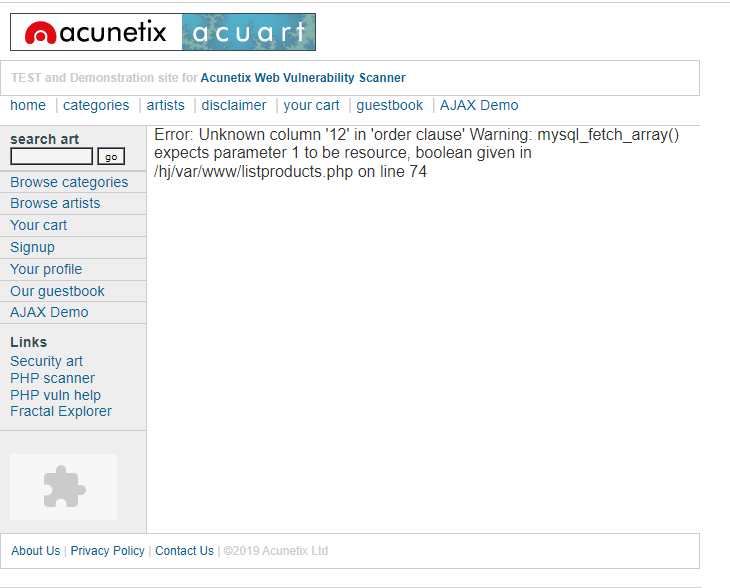 acunetix acuart
TEST and Demonstration site for Acunetix Web Vulnerability Scanner
home | categories | artists | disclaimer | your cart | guestbook | AJAX Demo
search art
go
Browse categories
Browse artists
Your cart
Signup
Your profile
Our guestbook
AJAX Demo
Links
Security art
PHP scanner
PHP vuln help
Fractal Explorer
Error: Unknown column '12' in 'order clause' Warning: mysql_fetch_array()
expects parameter 1 to be resource, boolean given in
/hj/var/www/listproducts.php on line 74
About Us | Privacy Policy | Contact Us | ©2019 Acunetix Ltd